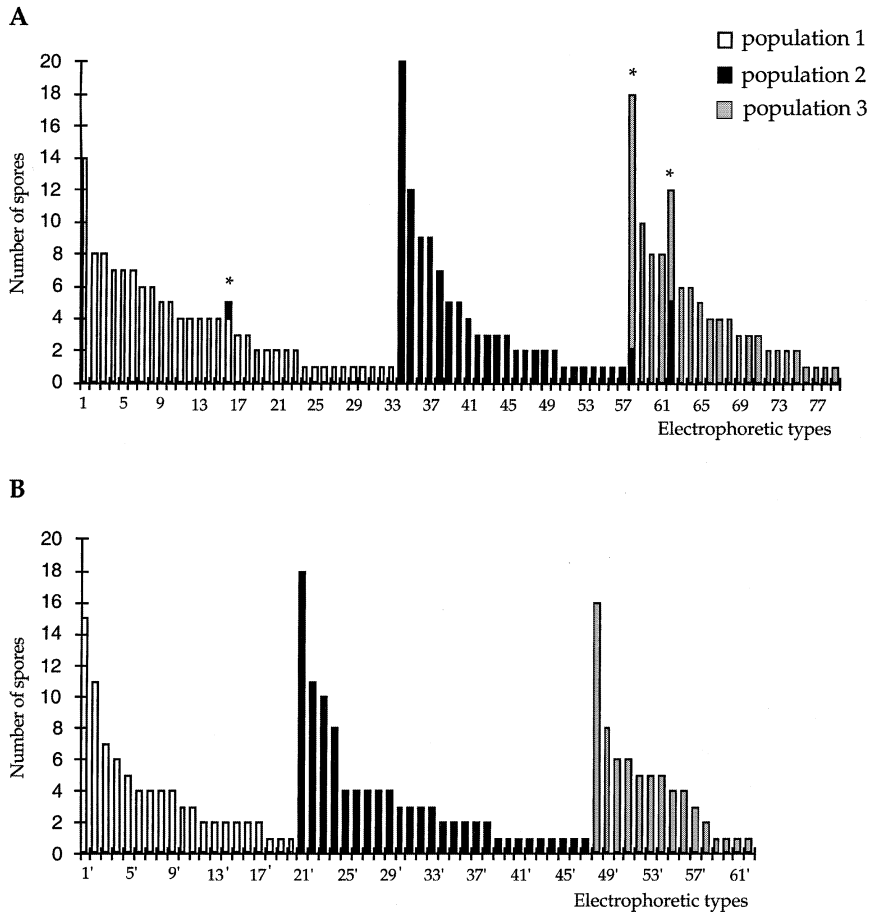 A
population 1
population 2
population 3
20
18
16
14
12
10
8
6
4
2
0
Number of spores
*
*
*
1 5 9 13 17 21 25 29 33 37 41 45 49 53 57 61 65 69 73 77
Electrophoretic types
B
20
18
16
14
12
10
8
6
4
2
0
Number of spores
1' 5' 9' 13' 17' 21' 25' 29' 33' 37' 41' 45' 49' 53' 57' 61'
Electrophoretic types